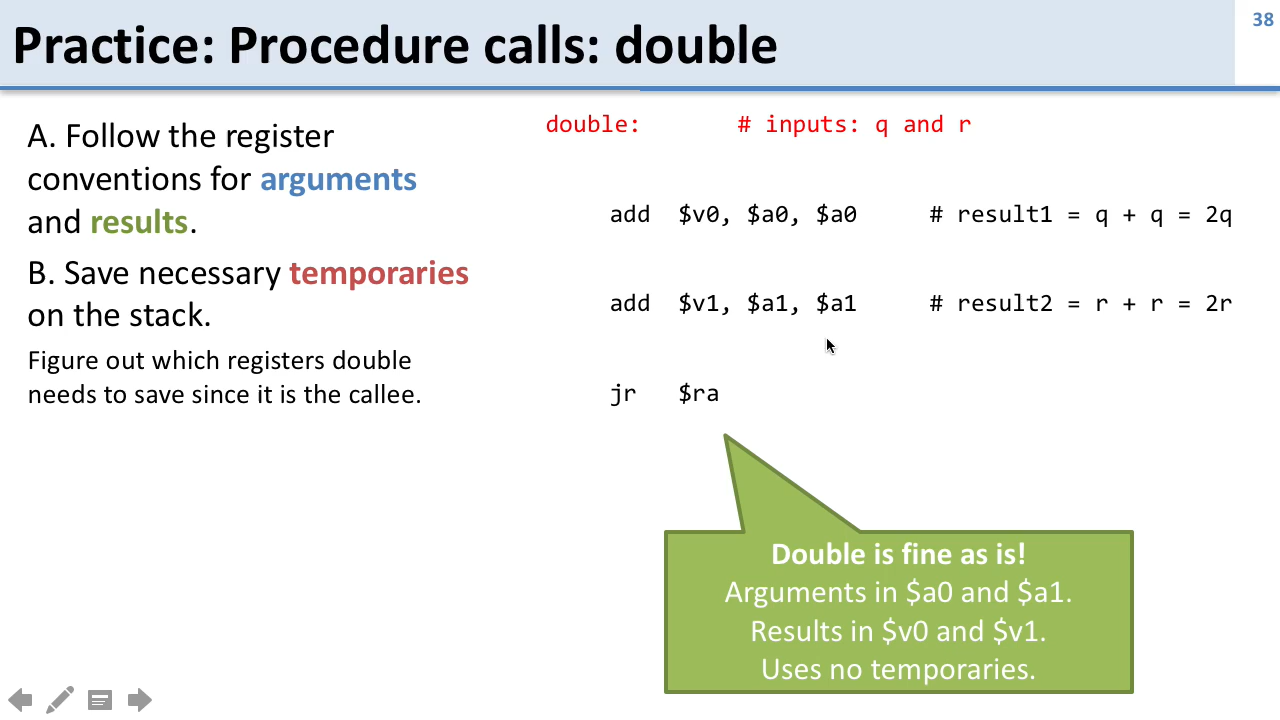 Practice: Procedure calls: double
38
A. Follow the register
conventions for arguments
and results.
B. Save necessary temporaries
on the stack.
Figure out which registers double
needs to save since it is the callee.
double: # inputs: q and r
add $v0, $a0, $a0 # result1 = q + q = 2q
add $v1, $a1, $a1 # result2 = r + r = 2r
jr $ra
Double is fine as is!
Arguments in $a0 and $a1.
Results in $v0 and $v1.
Uses no temporaries.